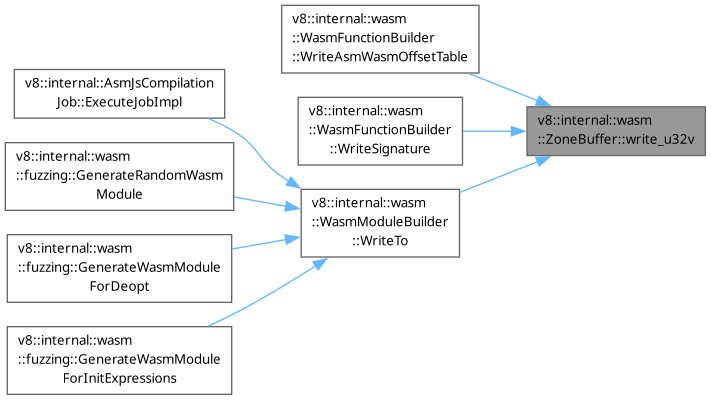 v8::internal::wasm
::WasmFunctionBuilder
::WriteAsmWasmOffsetTable
v8::internal::AsmJsCompilation
Job::ExecuteJobImpl
v8::internal::wasm
::WasmFunctionBuilder
::WriteSignature
v8::internal::wasm
::ZoneBuffer::write_u32v
v8::internal::wasm
::fuzzing::GenerateRandomWasm
Module
v8::internal::wasm
::WasmModuleBuilder
::WriteTo
v8::internal::wasm
::fuzzing::GenerateWasmModule
ForDeopt
v8::internal::wasm
::fuzzing::GenerateWasmModule
ForInitExpressions